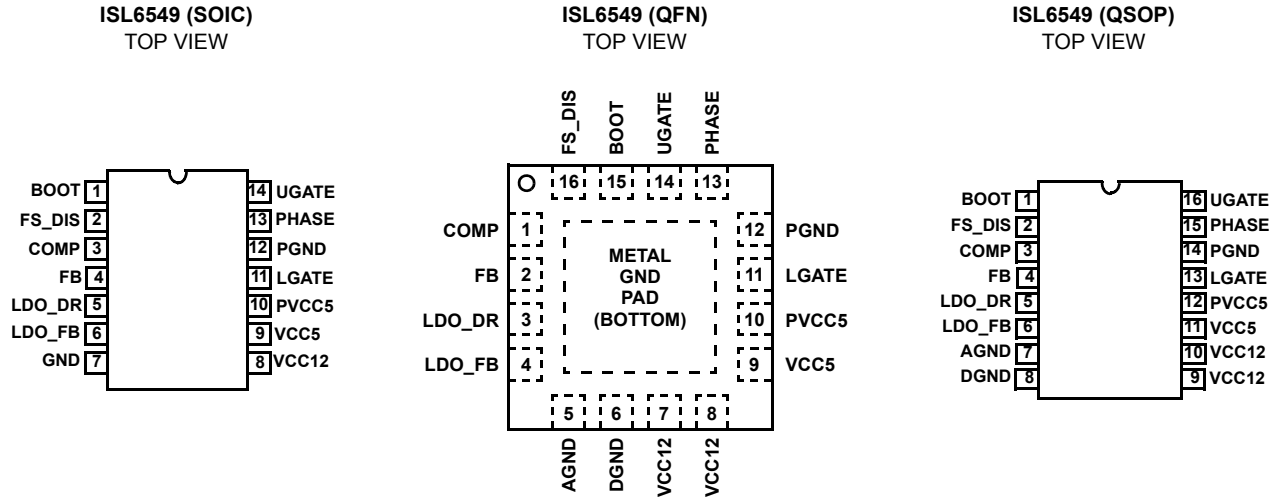 ISL6549 (SOIC)
TOP VIEW
BOOT 1
FS_DIS 2
COMP 3
FB 4
LDO_DR 5
LDO_FB 6
GND 7
14 UGATE
13 PHASE
12 PGND
11 LGATE
10 PVCC5
9 VCC5
8 VCC12
ISL6549 (QFN)
TOP VIEW
FS_DIS
BOOT
UGATE
PHASE
16
15
14
13
COMP 1
FB 2
LDO_DR 3
LDO_FB 4
METAL
GND
PAD
(BOTTOM)
12 PGND
11 LGATE
10 PVCC5
9 VCC5
5
6
7
8
AGND
DGND
VCC12
VCC12
ISL6549 (QSOP)
TOP VIEW
BOOT 1
FS_DIS 2
COMP 3
FB 4
LDO_DR 5
LDO_FB 6
AGND 7
DGND 8
16 UGATE
15 PHASE
14 PGND
13 LGATE
12 PVCC5
11 VCC5
10 VCC12
9 VCC12